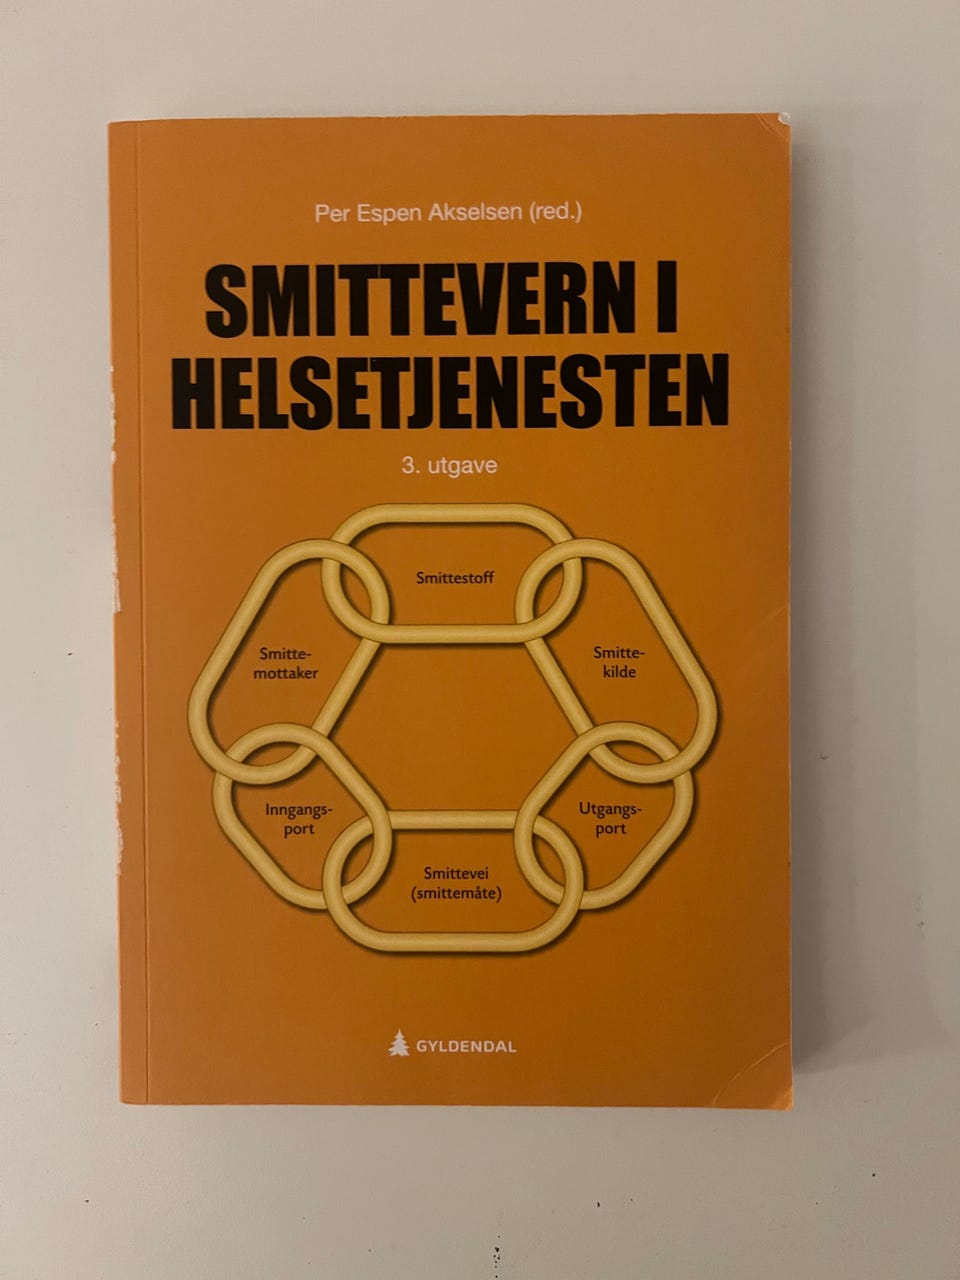 Per Espen Akselsen (red.)
SMITTEVERN I
HELSETJENESTEN
3. utgave
Smittestoff
Smitte-
kilde
Utgangs-
port
Smittevei
(smittemåte)
Inngangs-
port
Smitte-
mottaker
GYLDENDAL